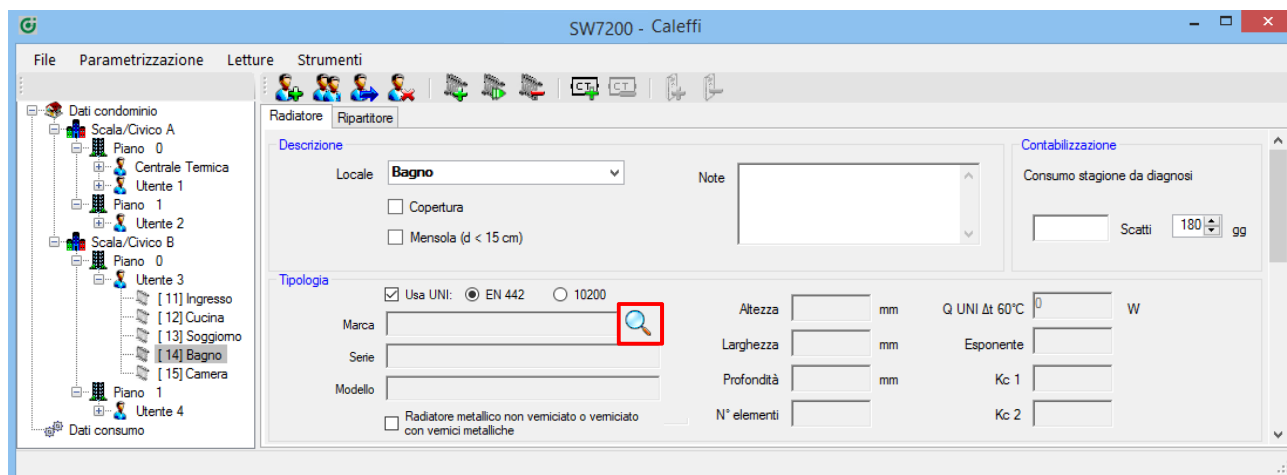 SW7200 - Caleffi
File Parametrizzazione Letture Strumenti
Dati condominio
Scala/Civico A
Piano 0
Centrale Termica
Utente 1
Piano 1
Utente 2
Scala/Civico B
Piano 0
Utente 3
[ 11] Ingresso
[ 12] Cucina
[ 13] Soggiorno
[ 14] Bagno
[ 15] Camera
Piano 1
Utente 4
Dati consumo
CT
CT
Radiatore Ripartitore
Descrizione
Locale Bagno
Copertura
Mensola (d < 15 cm)
Note
Contabilizzazione
Consumo stagione da diagnosi
Scatti 180 gg
Tipologia
Usa UNI: EN 442 10200
Marca
Serie
Modello
Radiatore metallico non verniciato o verniciato
con vernici metalliche
Altezza mm
Larghezza mm
Profondità mm
N° elementi
Q UNI Δt 60°C 0 W
Esponente
Kc 1
Kc 2